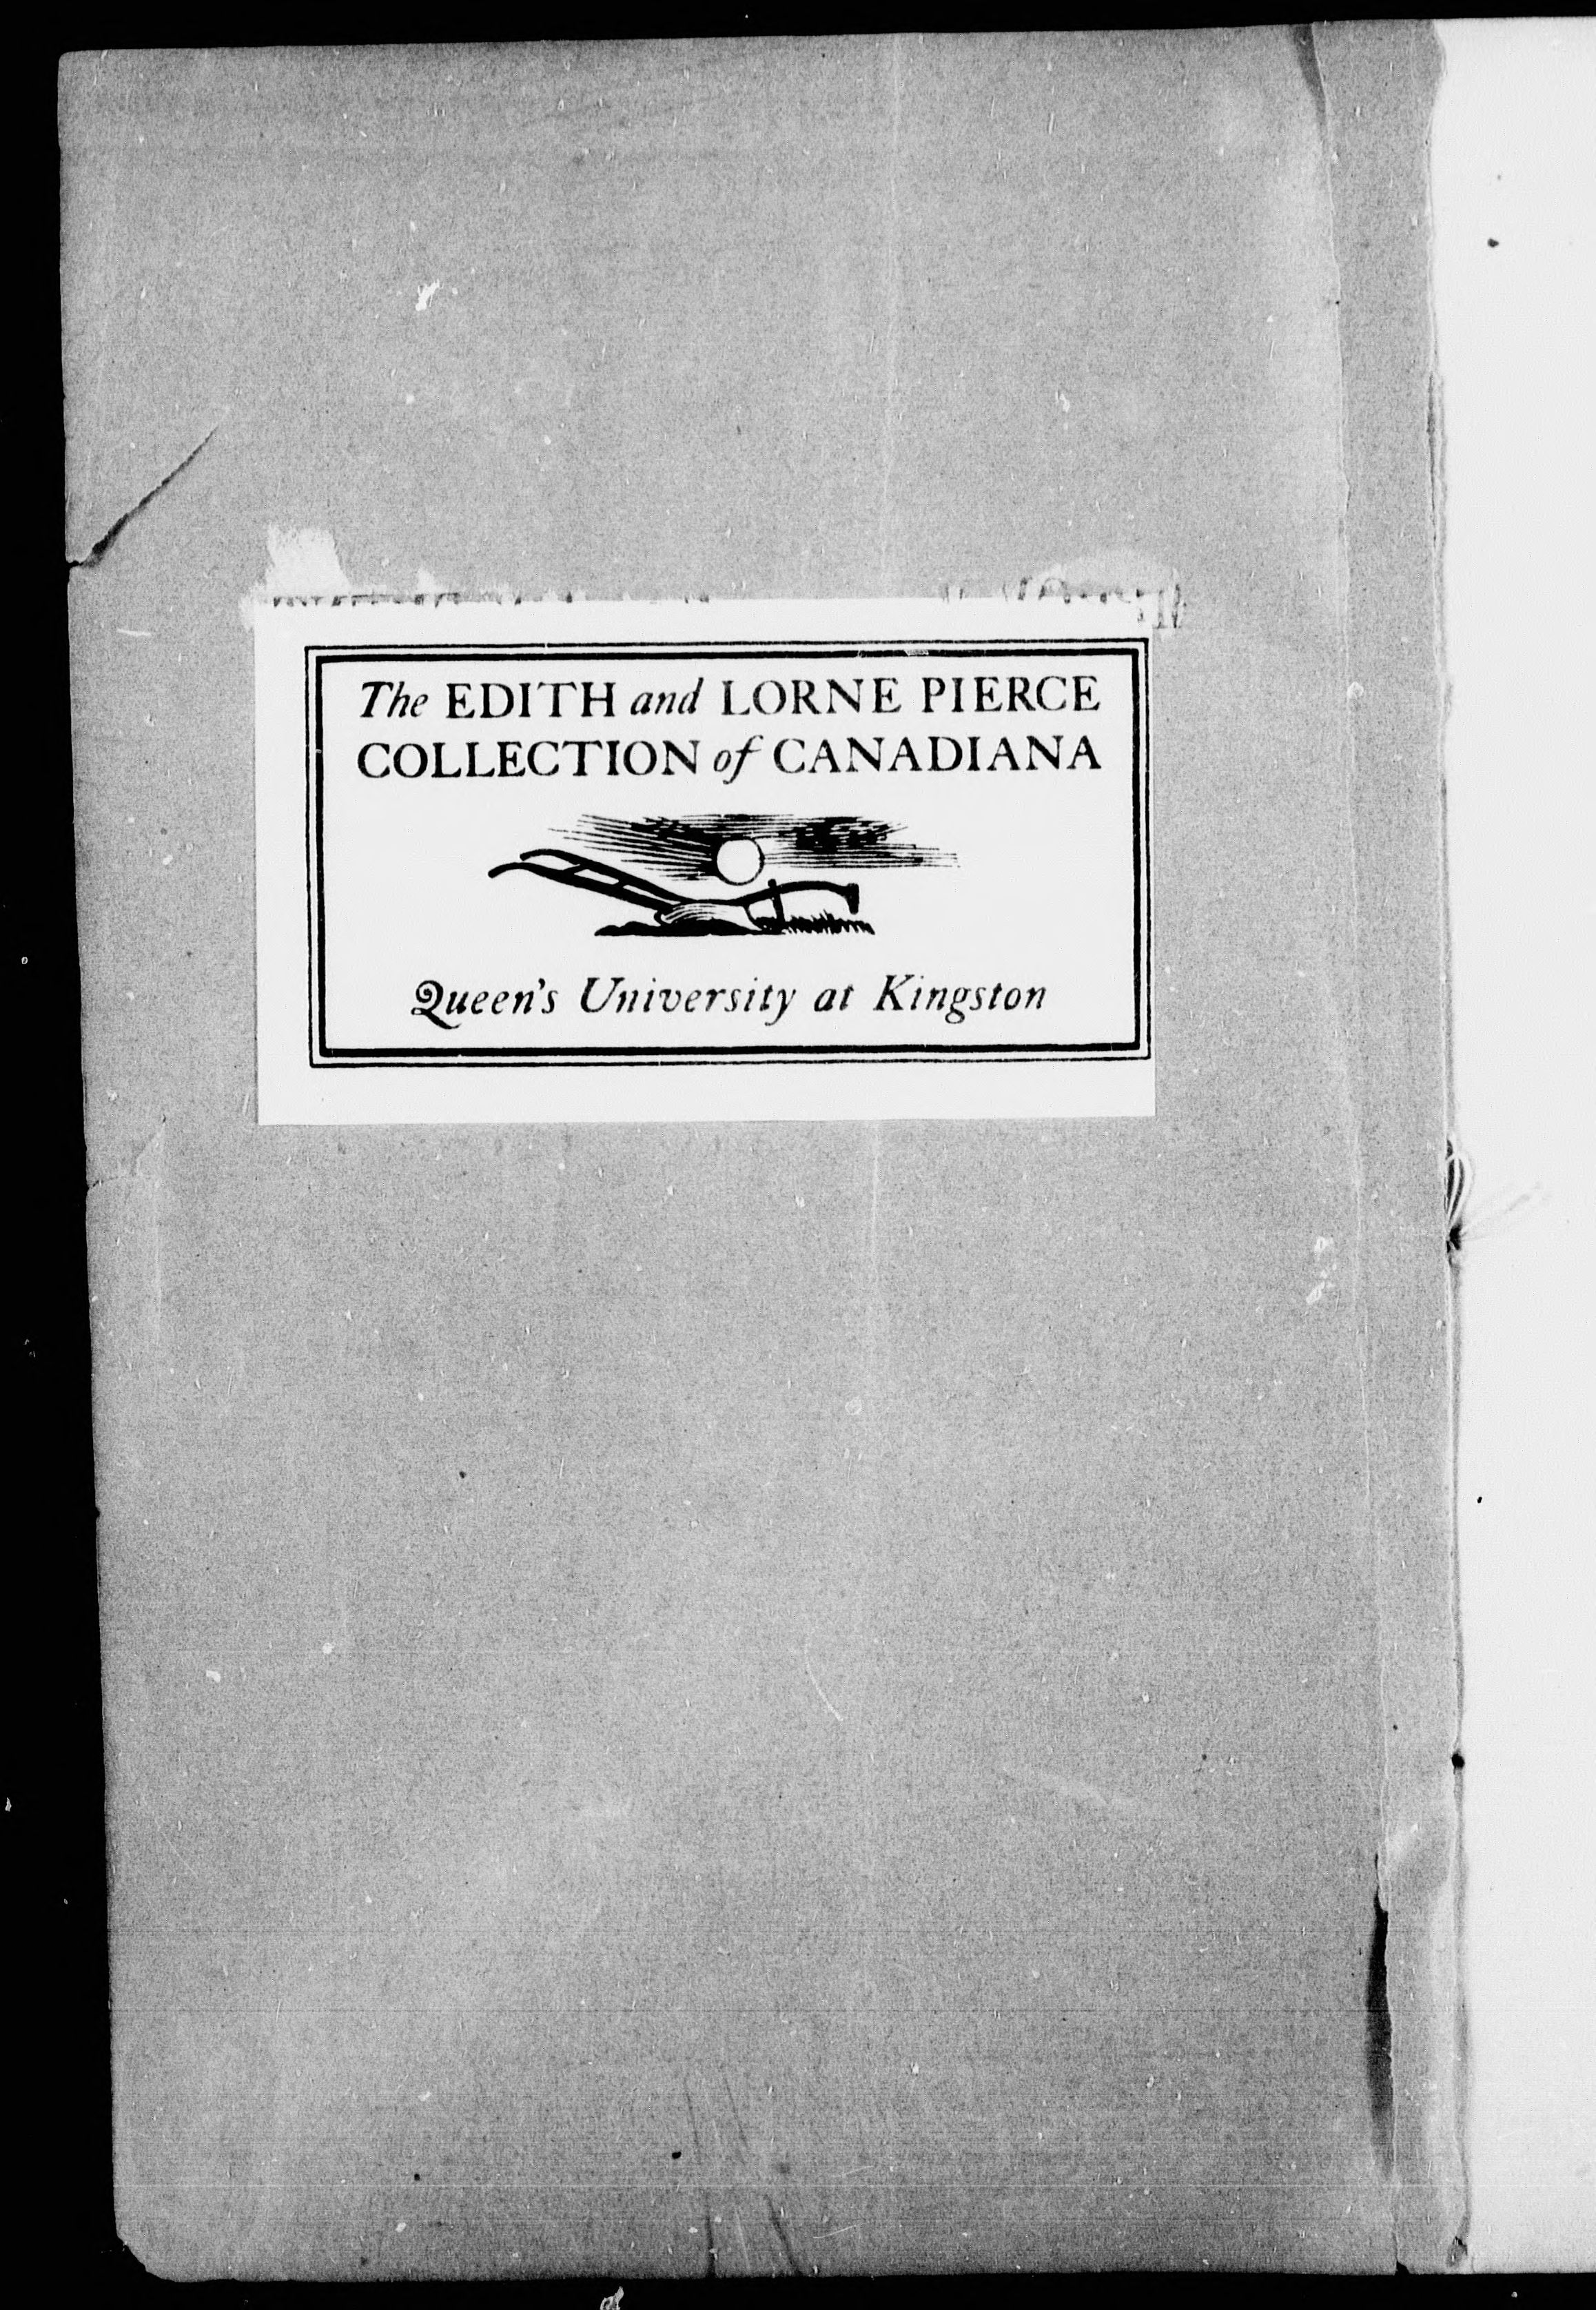 The EDITH and LORNE PIERCE
COLLECTION of CANADIANA
Queen's University at Kingston